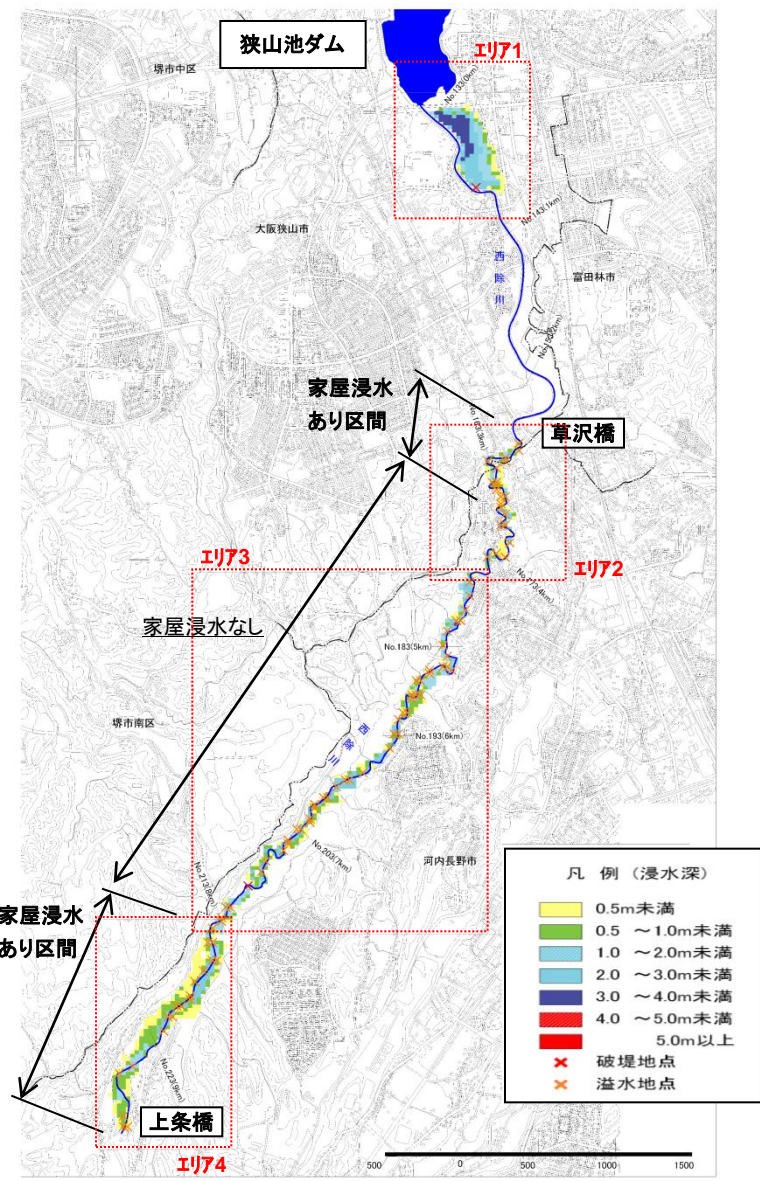 狭山池ダム
エリア1
堺市中区
No.133(0km)
大阪狭山市
No.143(1km)
西除川
富田林市
家屋浸水
あり区間
草沢橋
エリア3
エリア2
No.173(4km)
家屋浸水なし
No.183(5km)
堺市南区
西除川
No.193(6km)
No.203(7km)
河内長野市
No.213(8km)
家屋浸水
あり区間
No.223(9km)
上条橋
エリア4
凡 例 (浸水深)
0.5m未満
0.5 ～1.0m未満
1.0 ～2.0m未満
2.0 ～3.0m未満
3.0 ～4.0m未満
4.0 ～5.0m未満
5.0m以上
破堤地点
溢水地点
500 0 500 1000 1500